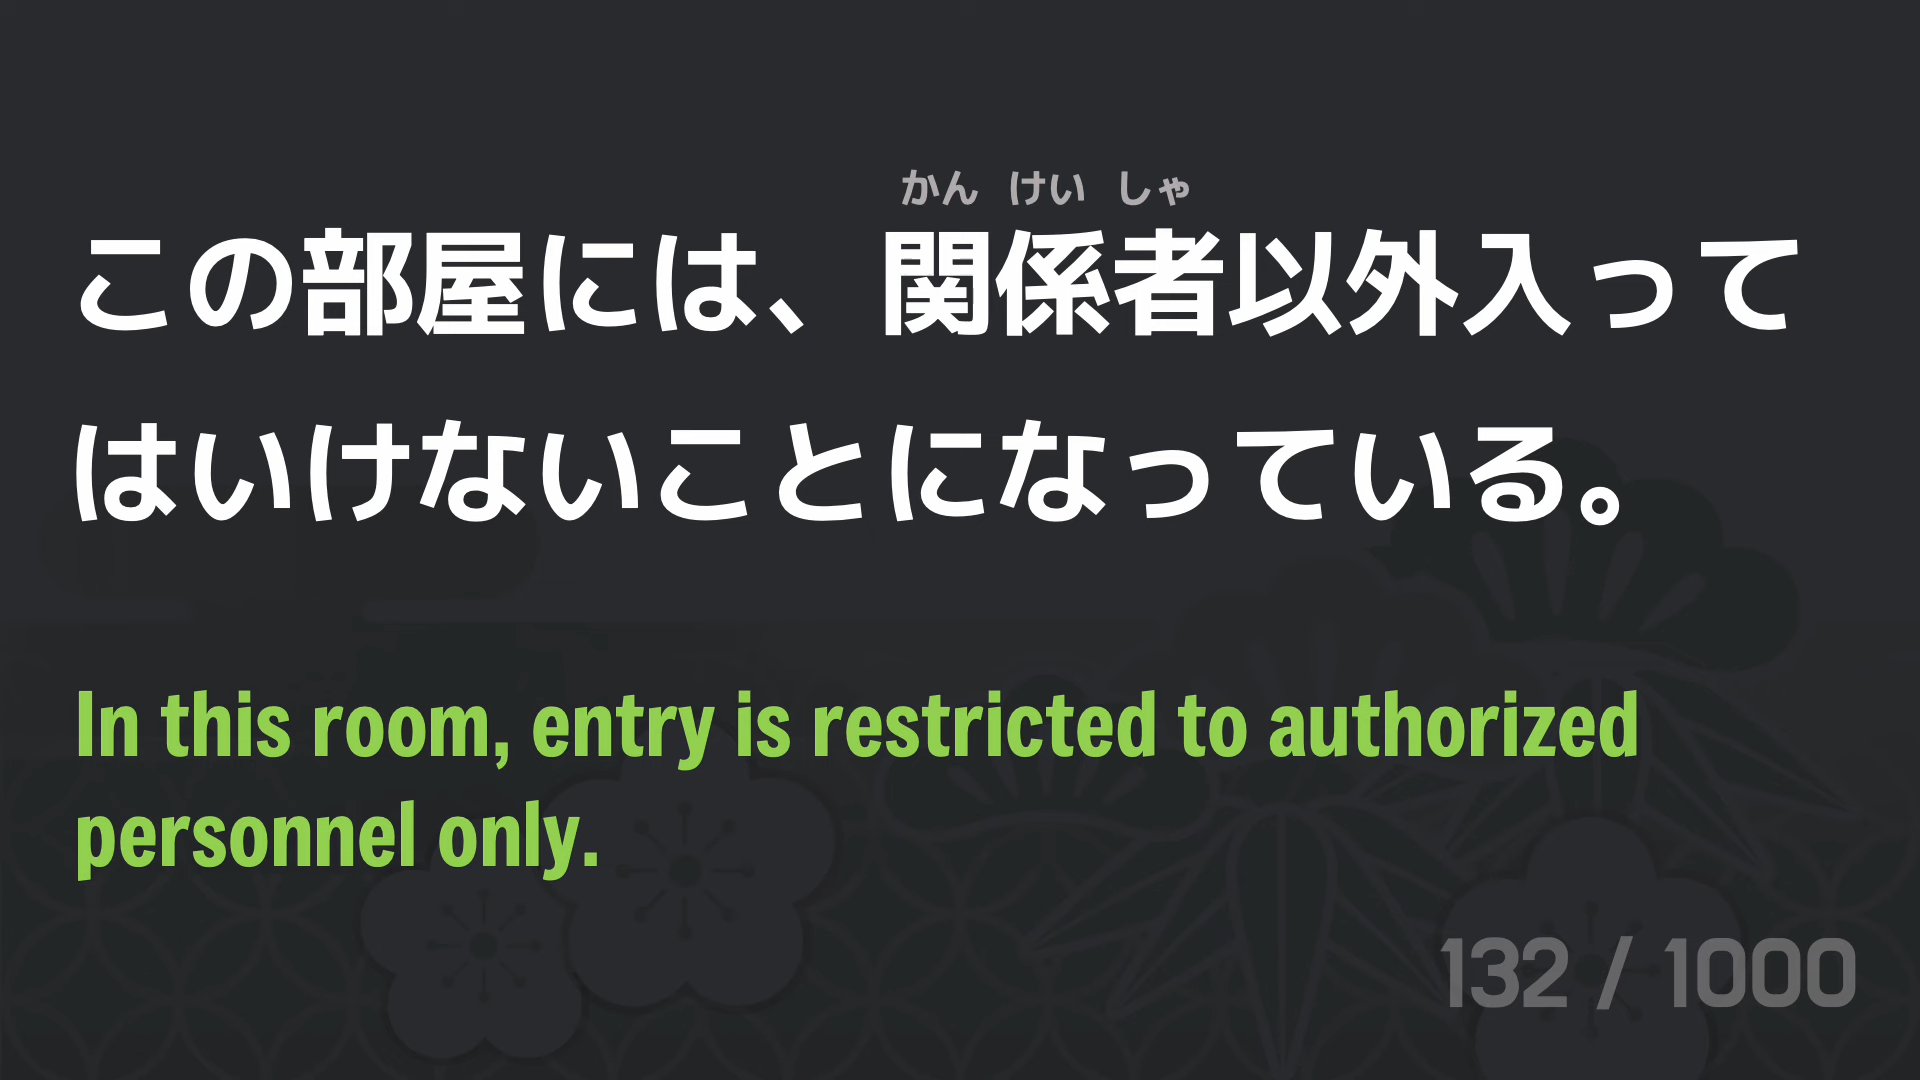 かん けい しゃ
この部屋には、関係者以外入って
はいけないことになっている。
In this room, entry is restricted to authorized
personnel only.
132 / 1000